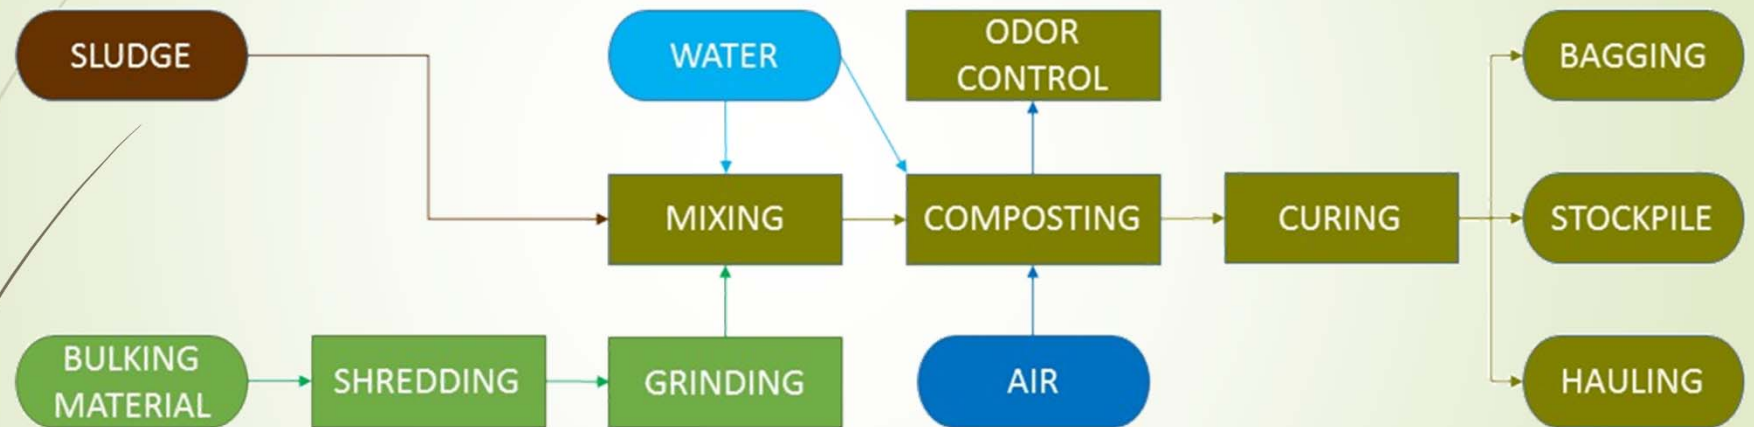 SLUDGE
WATER
ODOR
CONTROL
BAGGING
MIXING
COMPOSTING
CURING
STOCKPILE
BULKING
MATERIAL
SHREDDING
GRINDING
AIR
HAULING